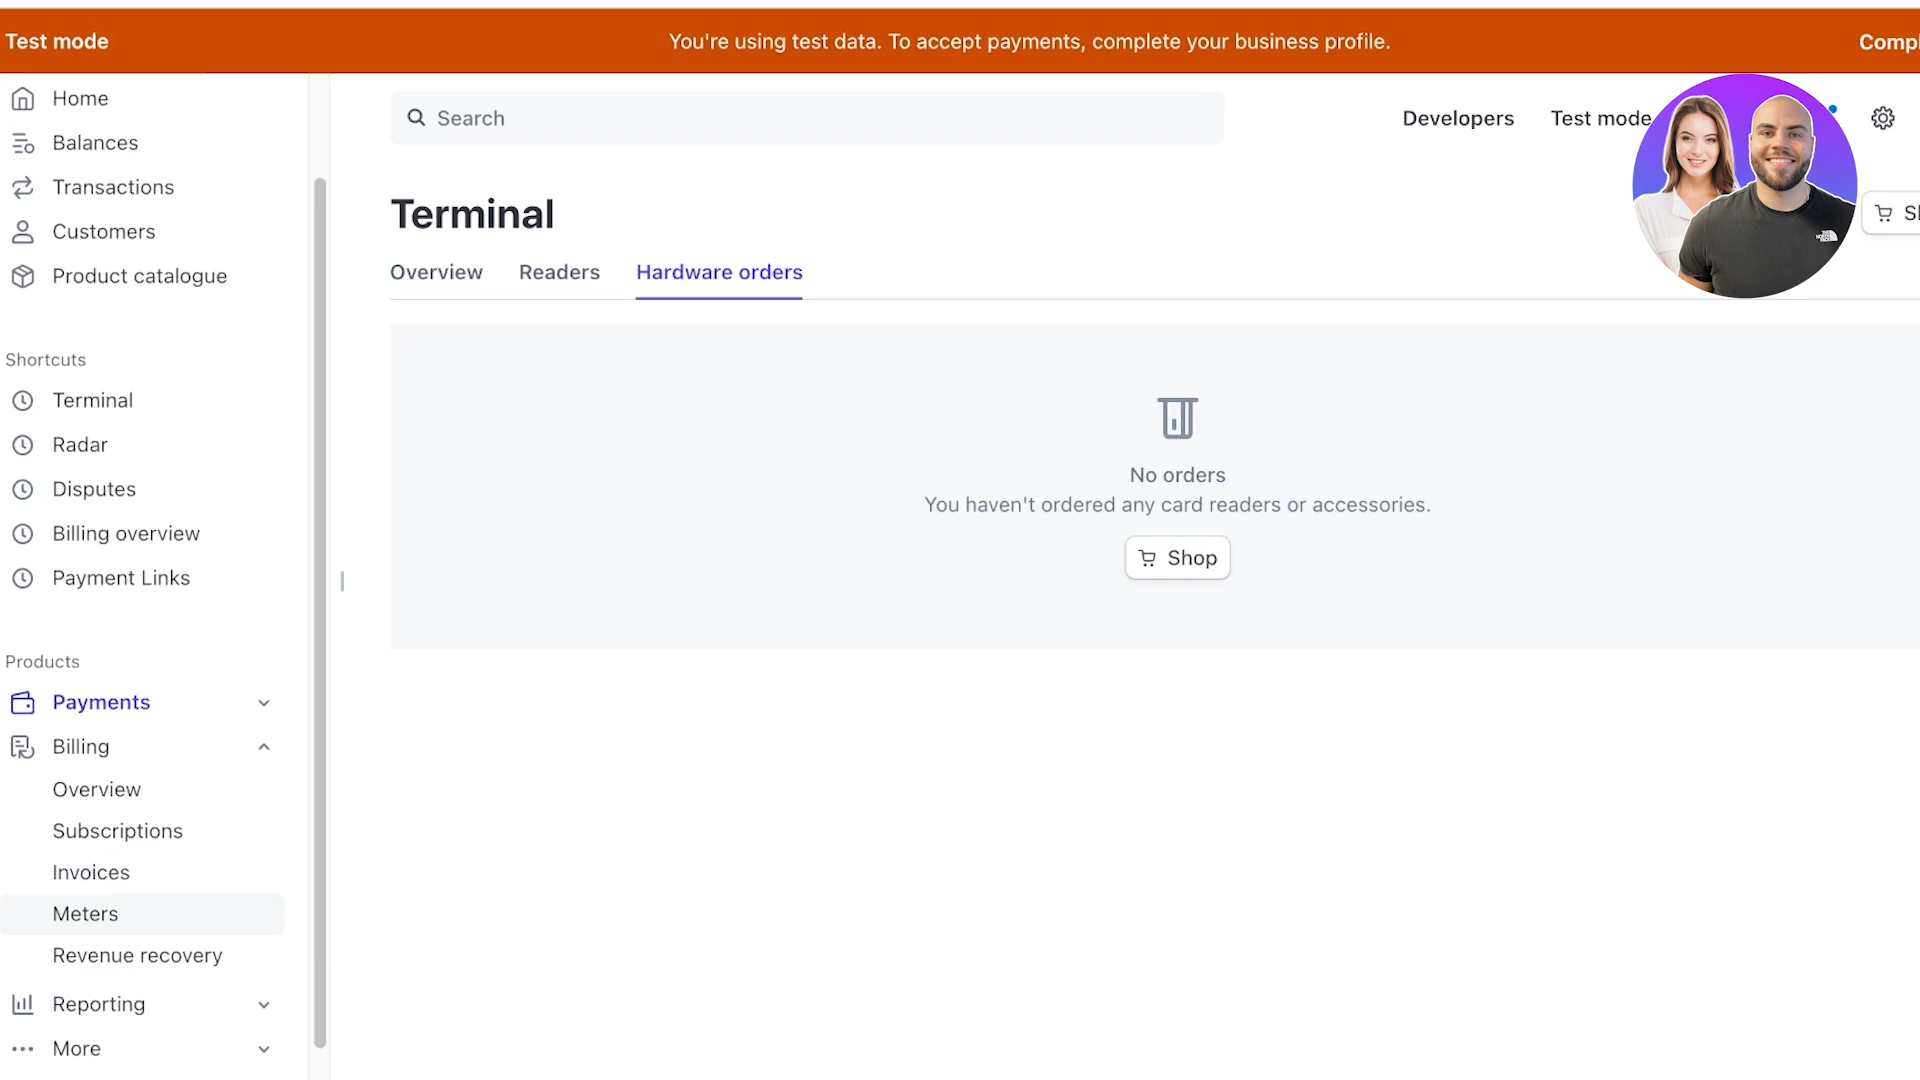 Test mode
You're using test data. To accept payments, complete your business profile.
Home
Balances
Transactions
Customers
Product catalogue
Shortcuts
Terminal
Radar
Disputes
Billing overview
Payment Links
Products
Payments
Billing
Overview
Subscriptions
Invoices
Meters
Revenue recovery
Reporting
More
Search
Developers
Test mode
Terminal
Overview
Readers
Hardware orders
No orders
You haven't ordered any card readers or accessories.
Shop